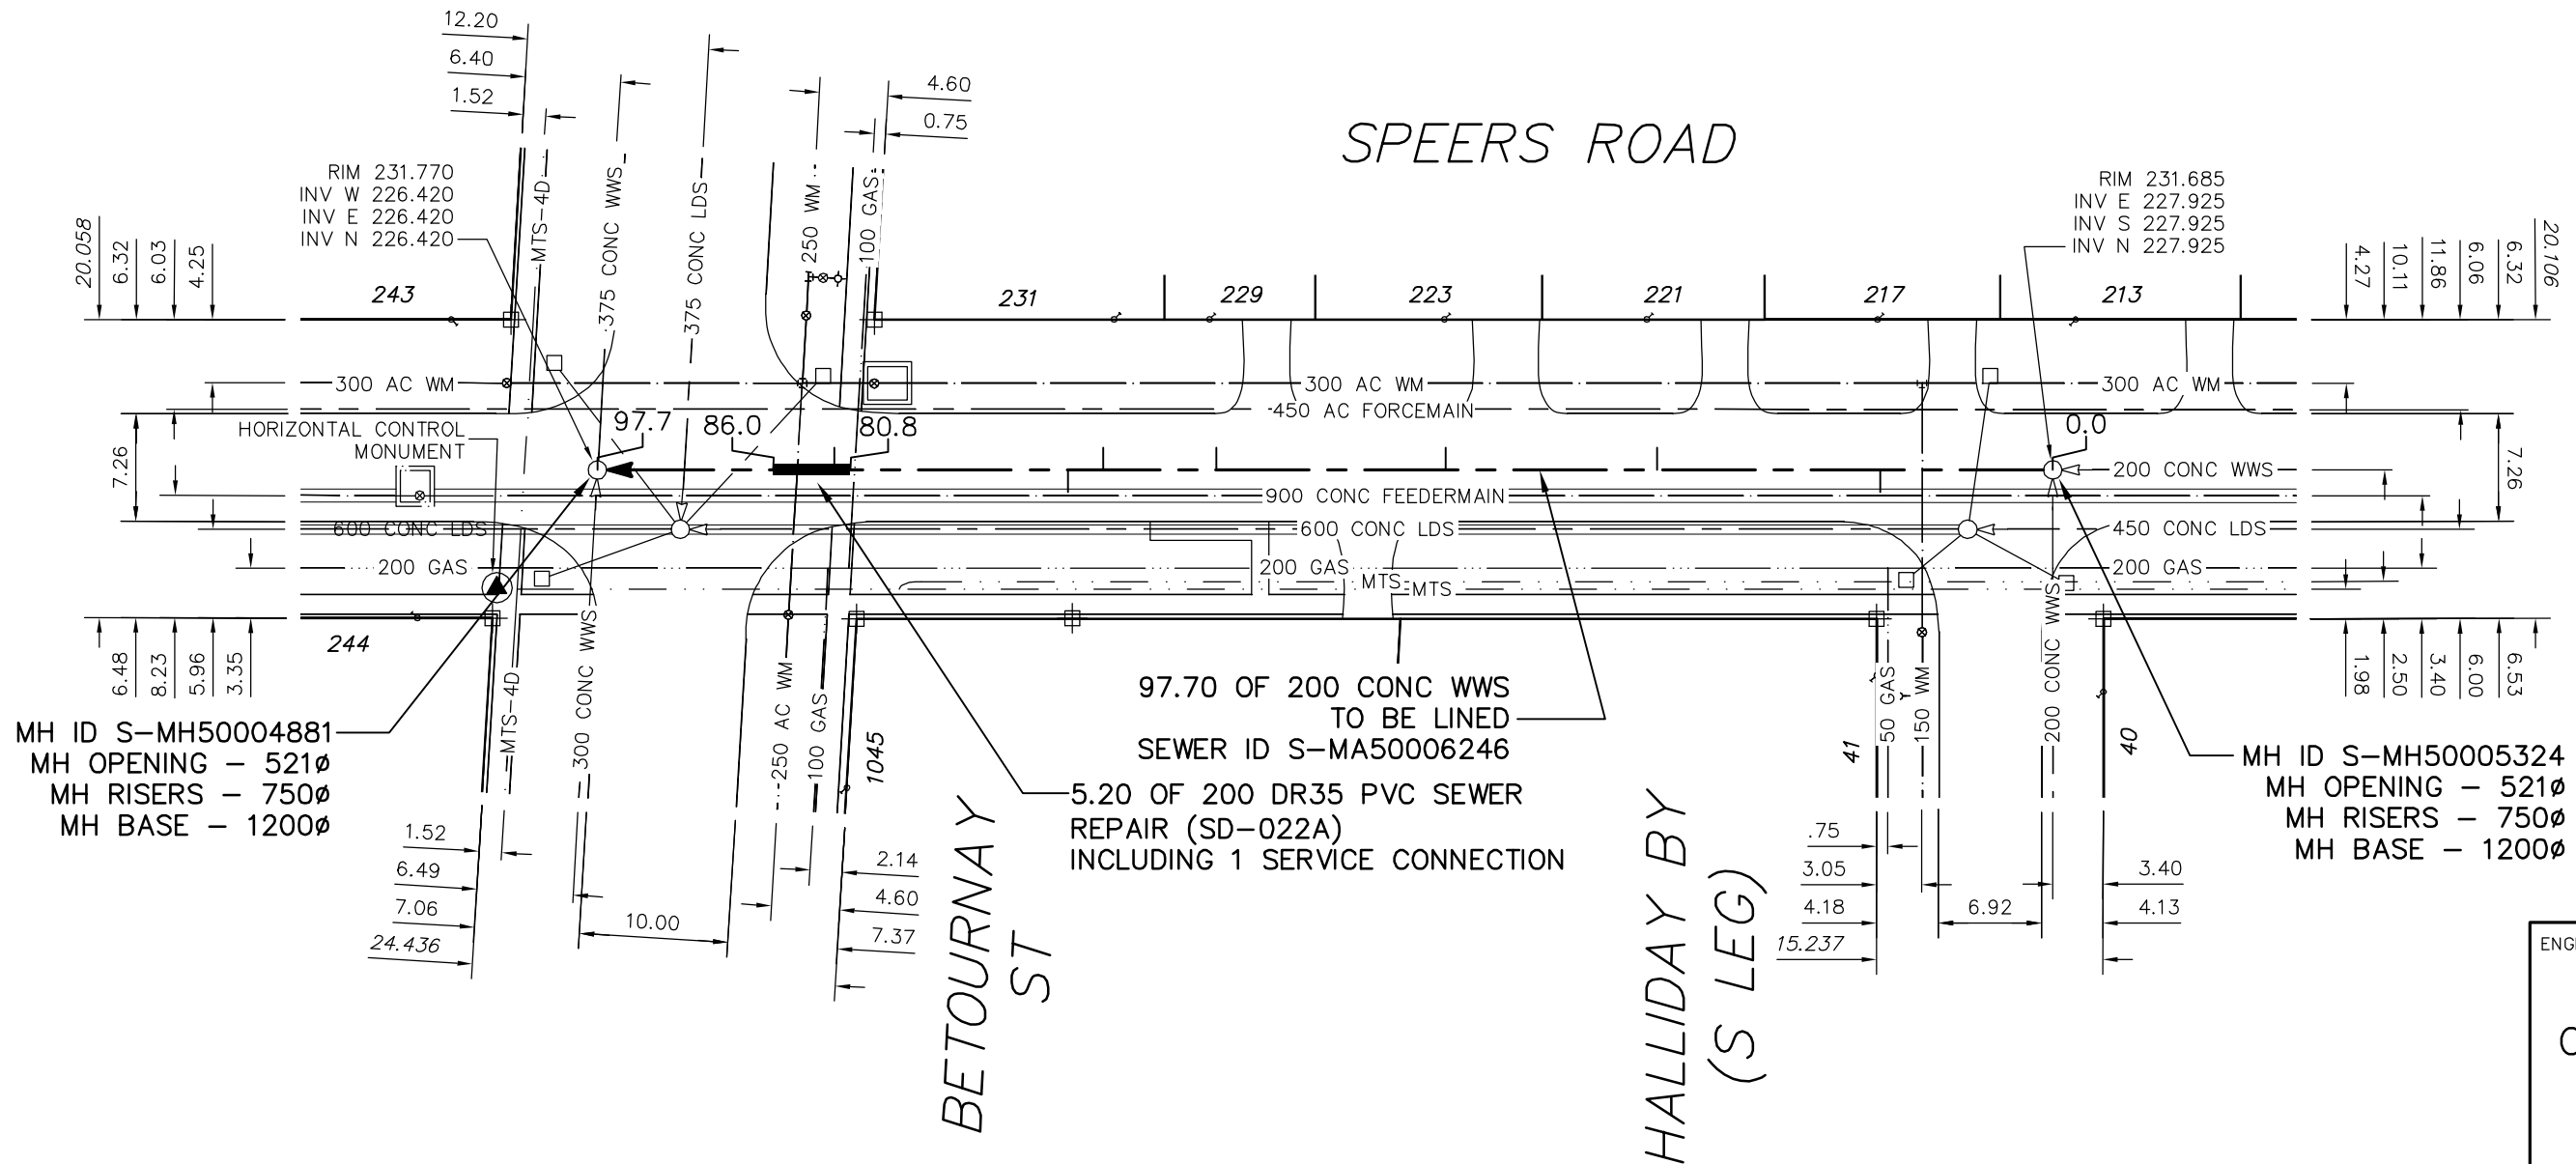 12.20
6.40
1.52
4.60
0.75
SPEERS ROAD
RIM 231.770
INV W 226.420
INV E 226.420
INV N 226.420
RIM 231.685
INV E 227.925
INV S 227.925
INV N 227.925
20.058
6.32
6.03
4.25
MTS-4D
375 CONC WWS
375 CONC LDS
250 WM
100 GAS
4.27
10.11
11.86
6.06
6.32
20.106
243
231
229
223
221
217
213
300 AC WM
300 AC WM
300 AC WM
450 AC FORCEMAIN
HORIZONTAL CONTROL
MONUMENT
97.7
86.0
80.8
0.0
7.26
7.26
200 CONC WWS
900 CONC FEEDERMAIN
600 CONC LDS
600 CONC LDS
450 CONC LDS
200 GAS
200 GAS
200 GAS
MTS
MTS
244
6.48
8.23
5.96
3.35
MTS-4D
300 CONC WWS
250 AC WM
100 GAS
1045
41
50 GAS
150 WM
200 CONC WWS
40
1.98
2.50
3.40
6.00
6.53
MH ID S-MH50004881
MH OPENING - 521ø
MH RISERS - 750ø
MH BASE - 1200ø
97.70 OF 200 CONC WWS
TO BE LINED
SEWER ID S-MA50006246
5.20 OF 200 DR35 PVC SEWER
REPAIR (SD-022A)
INCLUDING 1 SERVICE CONNECTION
MH ID S-MH50005324
MH OPENING - 521ø
MH RISERS - 750ø
MH BASE - 1200ø
1.52
6.49
7.06
24.436
10.00
2.14
4.60
7.37
BETOURNAY
ST
HALLIDAY BY
(S LEG)
.75
3.05
4.18
15.237
6.92
3.40
4.13